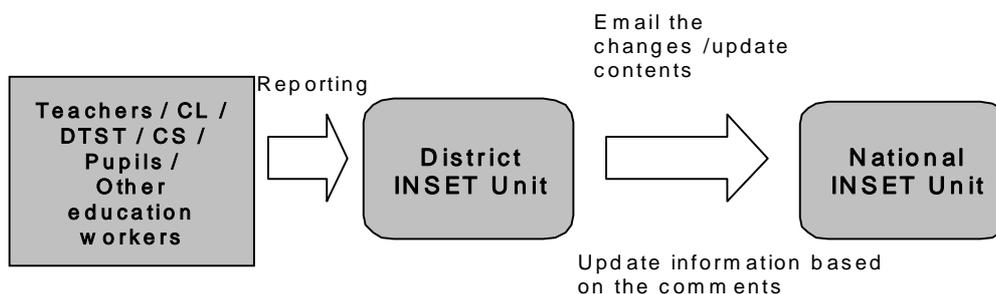 Email the
changes /update
contents
Reporting
Teachers / CL /
DTST / CS /
Pupils /
Other
education
workers
District
INSET Unit
National
INSET Unit
Update information based
on the comments